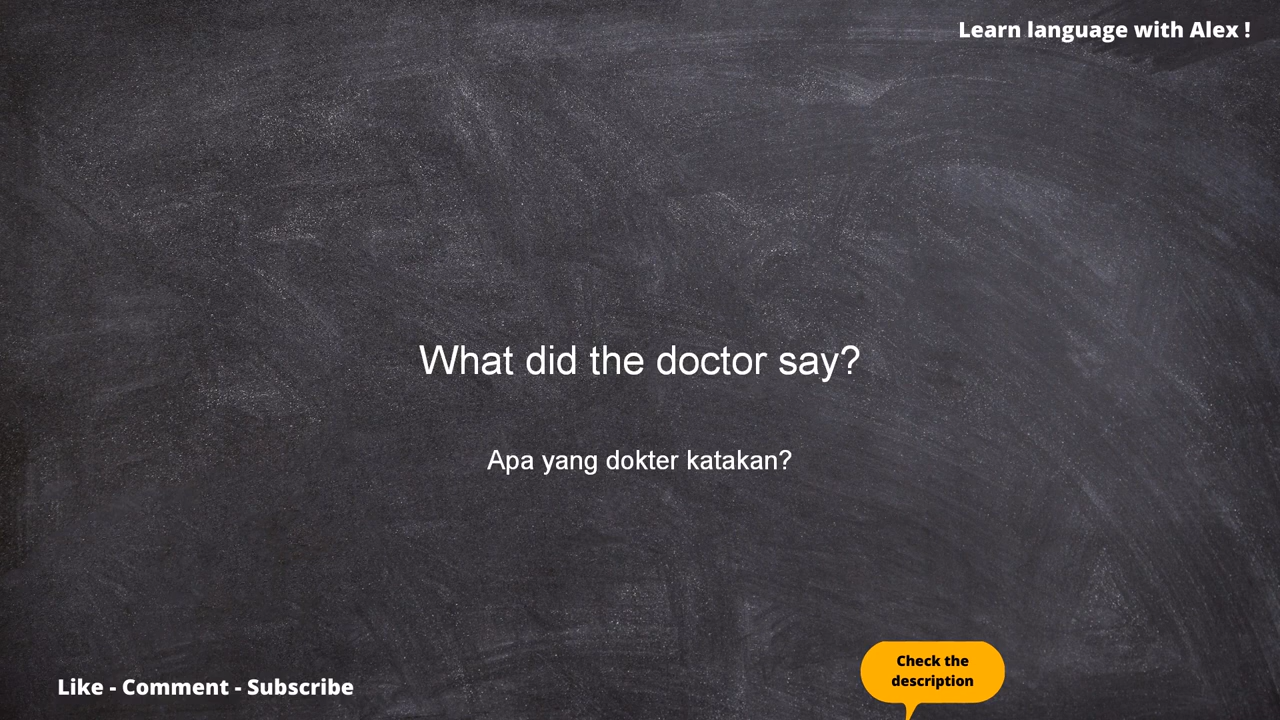 Learn language with Alex !
What did the doctor say?
Apa yang dokter katakan?
Like - Comment - Subscribe
Check the
description